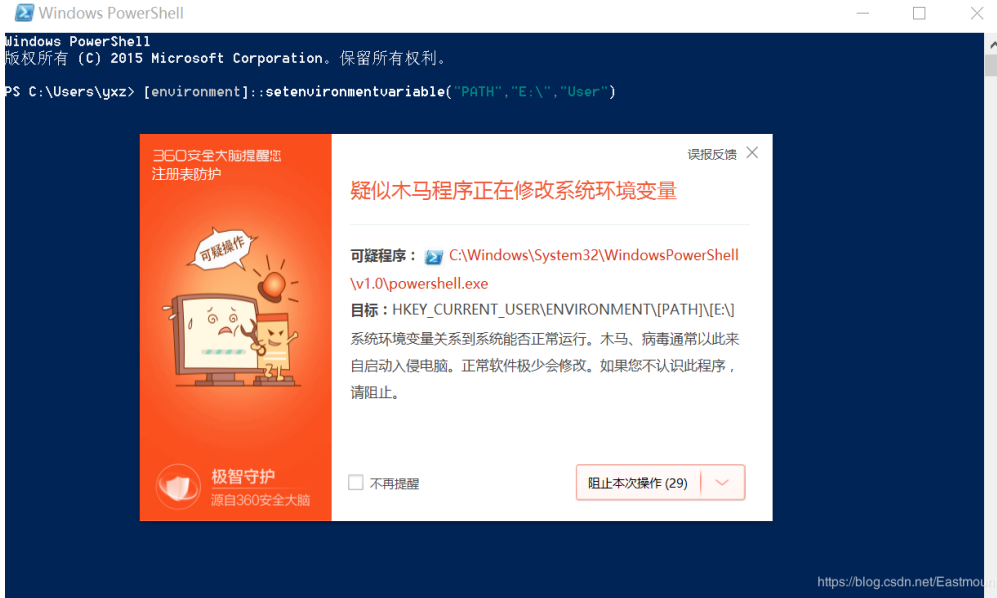 Windows PowerShell
Windows PowerShell
版权所有 (C) 2015 Microsoft Corporation。保留所有权利。
PS C:\Users\yxz> [environment]::setenvironmentvariable("PATH","E:\","User")
360安全大脑提醒您
注册表防护
误报反馈
疑似木马程序正在修改系统环境变量
可疑操作
可疑程序： C:\Windows\System32\WindowsPowerShell
\v1.0\powershell.exe
目标：HKEY_CURRENT_USER\ENVIRONMENT\[PATH]\[E:\]
系统环境变量关系到系统能否正常运行。木马、病毒通常以此来
自启动入侵电脑。正常软件极少会修改。如果您不认识此程序，
请阻止。
极智守护
源自360安全大脑
不再提醒
阻止本次操作 (29)
https://blog.csdn.net/Eastmoun